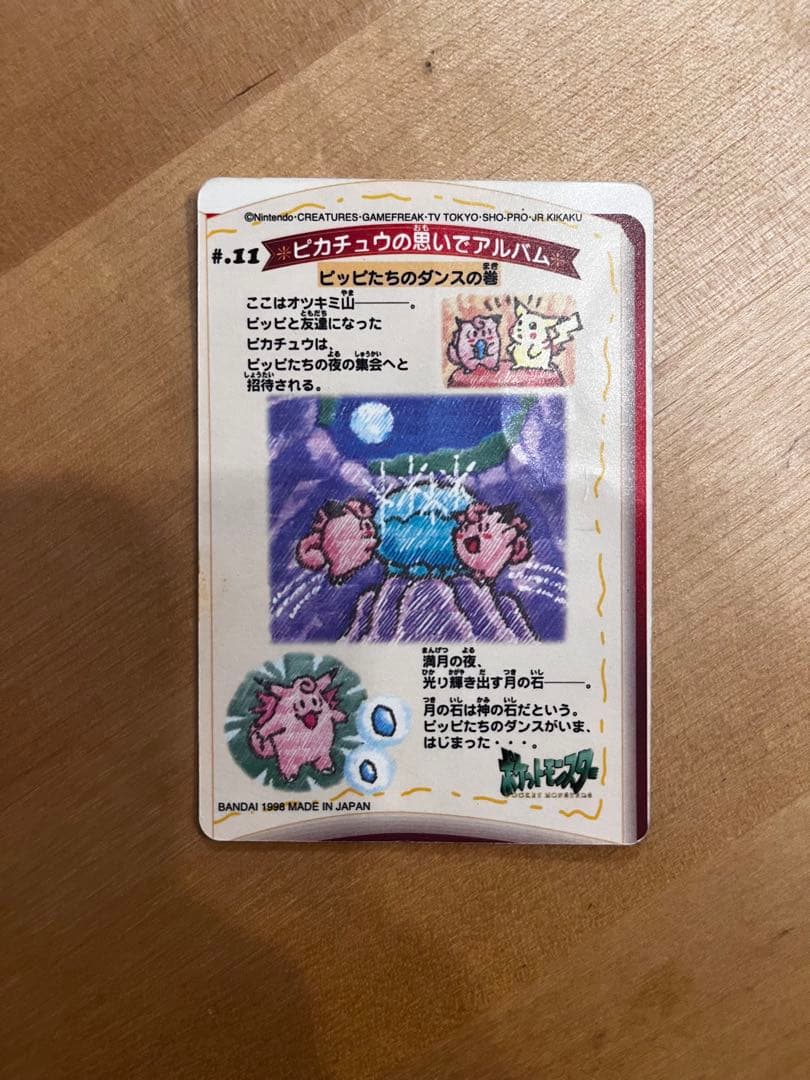 ©Nintendo・CREATURES・GAMEFREAK・TV TOKYO・SHO-PRO・JR KIKAKU
#.11
ピカチュウの思いでアルバム
ピッピたちのダンスの巻
ここはオツキミ山————。
ピッピと友達になった
ピカチュウは、
ピッピたちの夜の集会へと
招待される。
満月の夜、
光り輝き出す月の石————。
月の石は神の石だという。
ピッピたちのダンスがいま、
はじまった・・・。
ポケットモンスター
POCKET MONSTERS
BANDAI 1998 MADE IN JAPAN